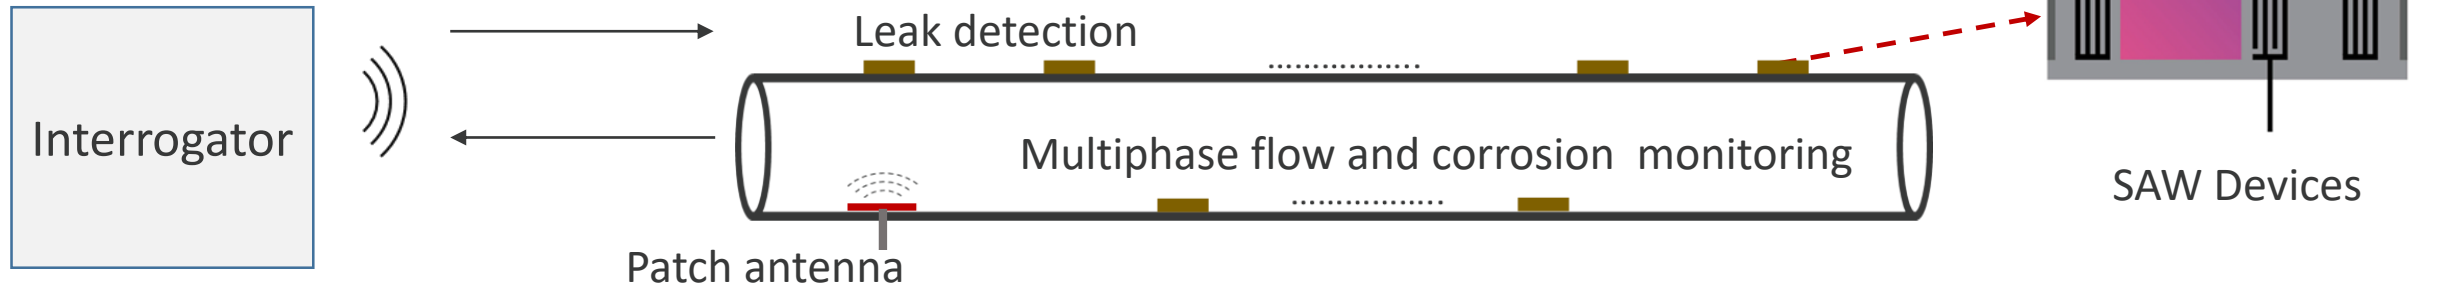 Leak detection
Interrogator
Multiphase flow and corrosion  monitoring
SAW Devices
Patch antenna